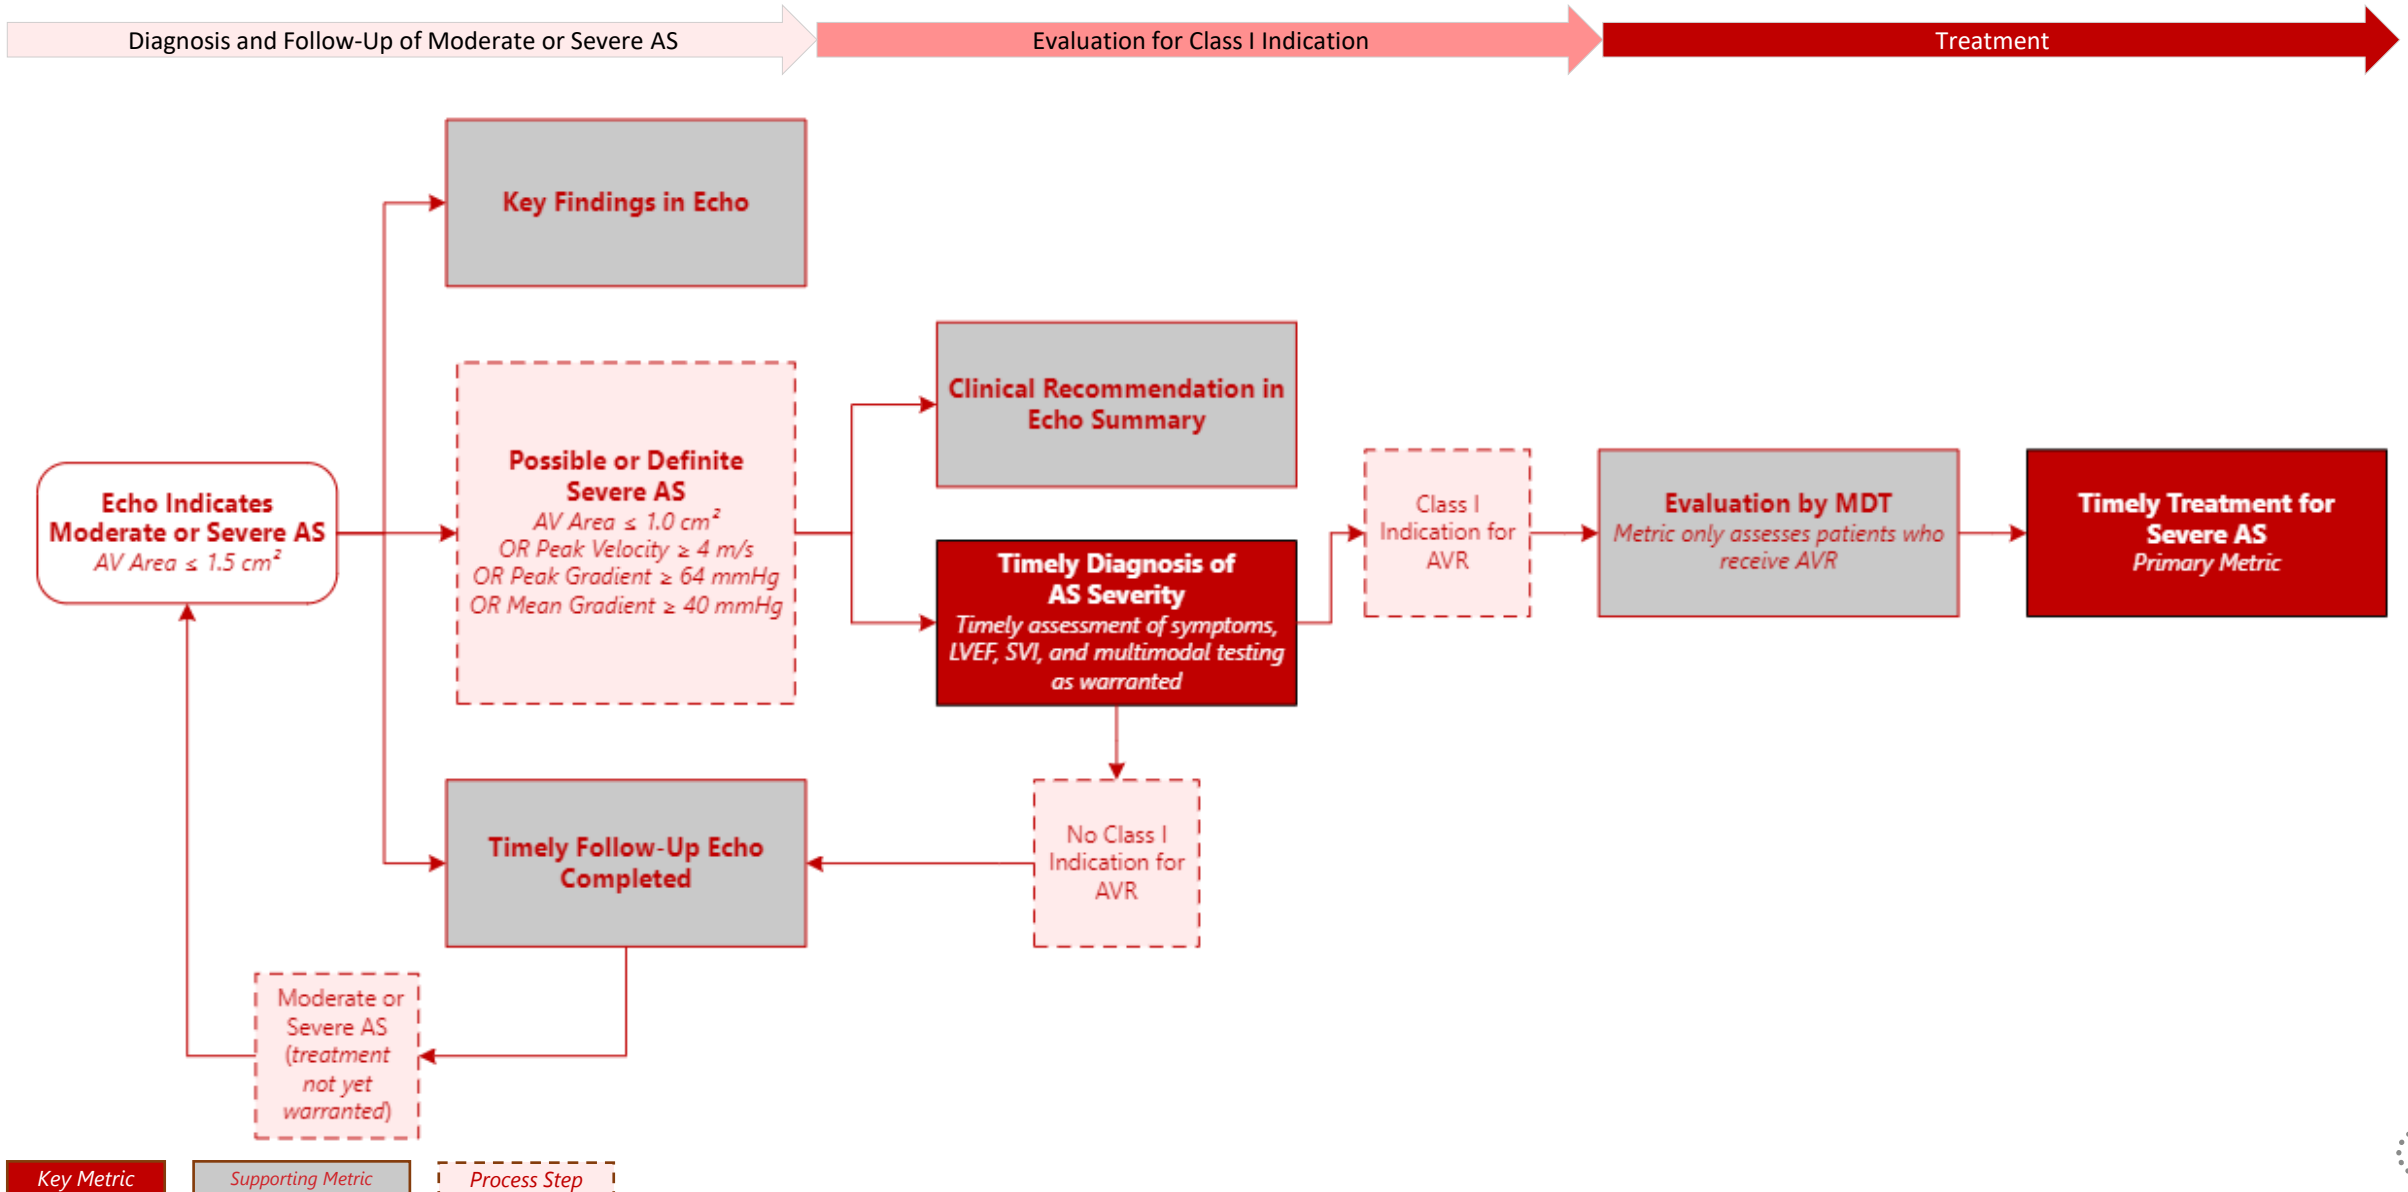 Diagnosis and Follow-Up of Moderate or Severe AS
Evaluation for Class I Indication
Treatment
Key Findings in Echo
Clinical Recommendation in
Echo Summary
Possible or Definite
Severe AS
AV Area ≤ 1.0 cm²
OR Peak Velocity ≥ 4 m/s
OR Peak Gradient ≥ 64 mmHg
OR Mean Gradient ≥ 40 mmHg
Echo Indicates
Moderate or Severe AS
AV Area ≤ 1.5 cm²
Timely Diagnosis of
AS Severity
Timely assessment of symptoms,
LVEF, SVI, and multimodal testing
as warranted
Class I
Indication for
AVR
Evaluation by MDT
Metric only assesses patients who
receive AVR
Timely Treatment for
Severe AS
Primary Metric
Timely Follow-Up Echo
Completed
No Class I
Indication for
AVR
Moderate or
Severe AS
(treatment
not yet
warranted)
Key Metric
Supporting Metric
Process Step